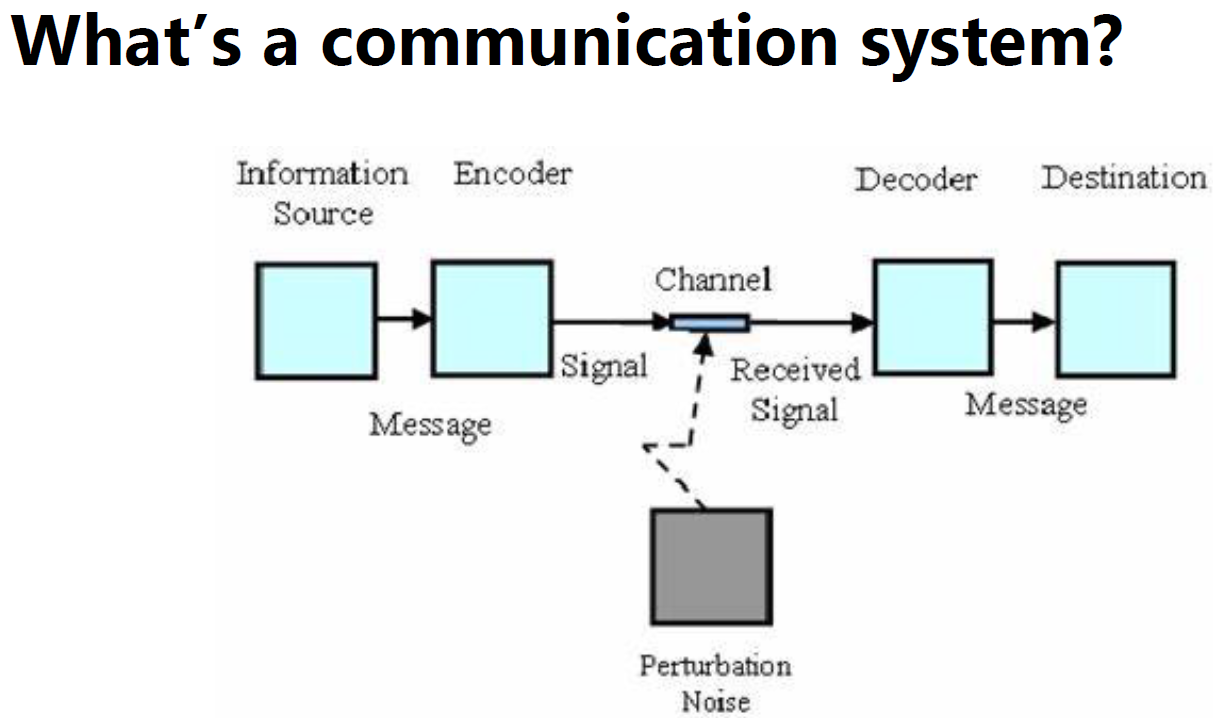 What’s a communication system?
Information
Source
Encoder
Decoder
Destination
Channel
Signal
Received
Signal
Message
Message
Perturbation
Noise